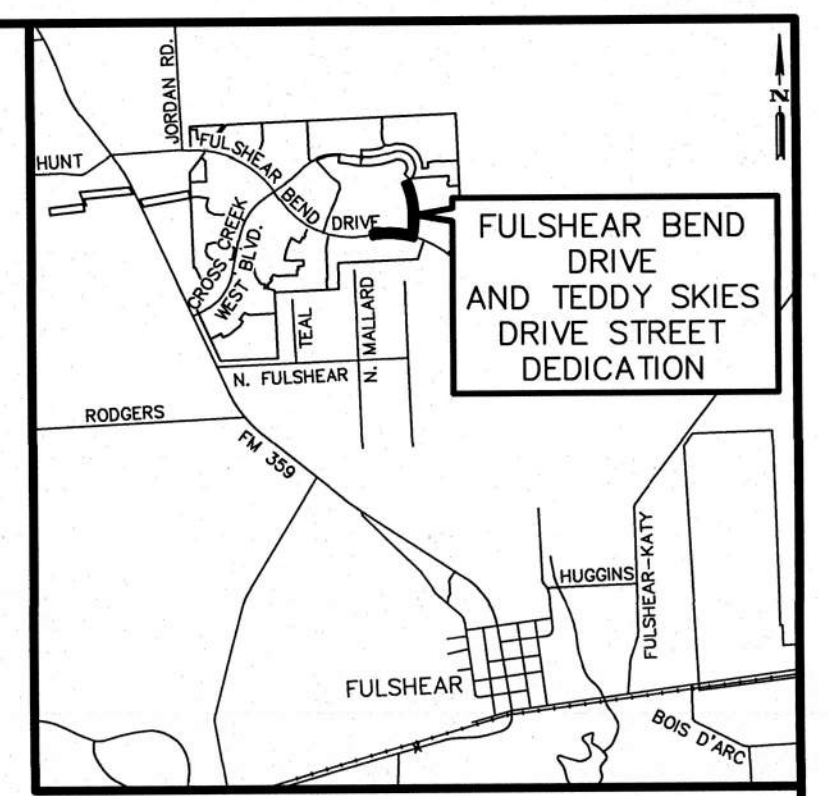 JORDAN RD.
N
HUNT
FULSHEAR BEND DRIVE
CROSS CREEK
WEST BLVD.
FULSHEAR BEND
DRIVE
AND TEDDY SKIES
DRIVE STREET
DEDICATION
TEAL
N. MALLARD
N. FULSHEAR
RODGERS
FM 359
HUGGINS
FULSHEAR-KATY
FULSHEAR
BOIS D'ARC